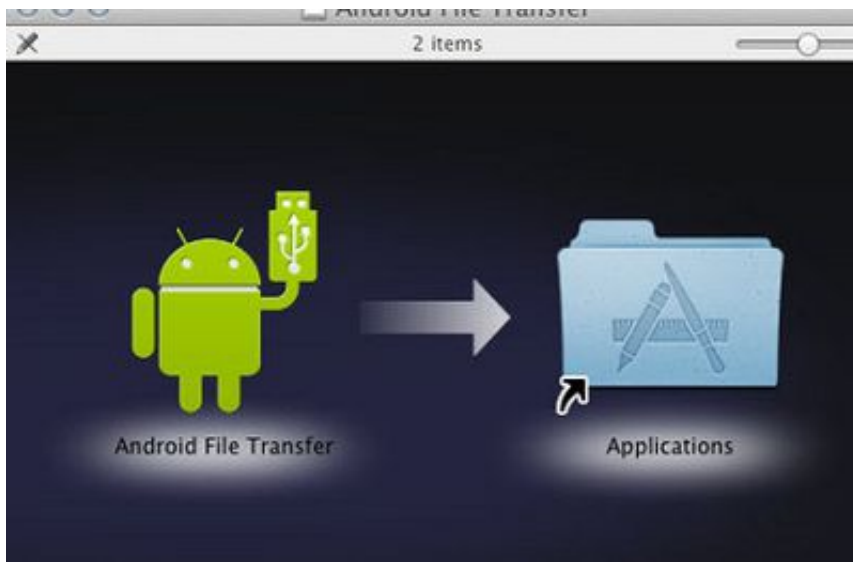 Android File Transfer
2 items
Android File Transfer
Applications